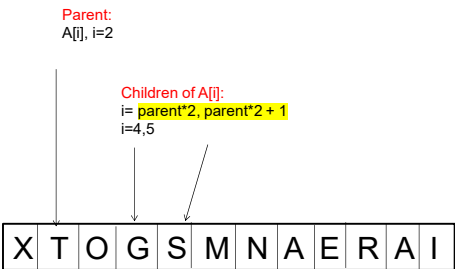 Parent:
A[i], i=2
Children of A[i]:
i= parent*2, parent*2 + 1
i=4,5
X T O G S M N A E R A I